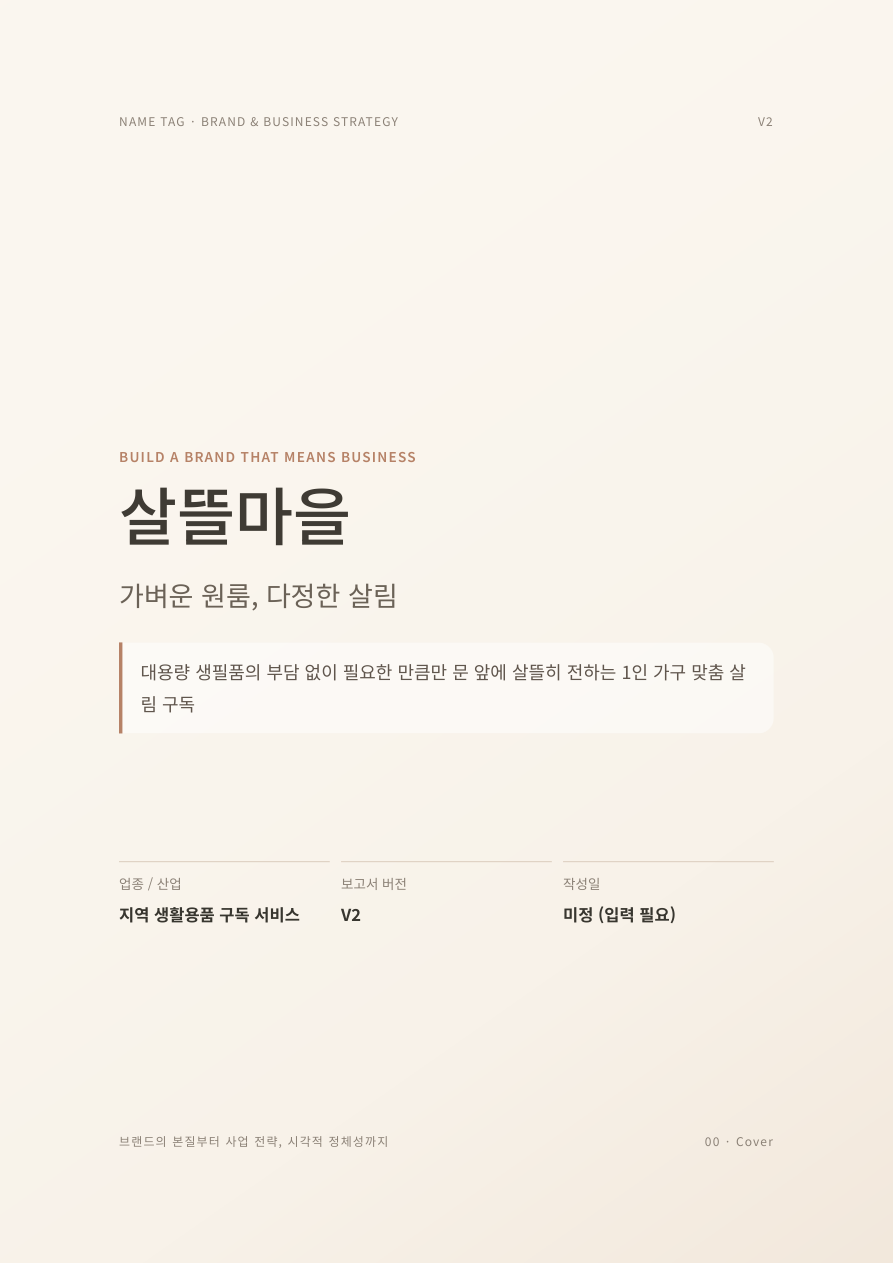 NAME TAG · BRAND & BUSINESS STRATEGY
V2
BUILD A BRAND THAT MEANS BUSINESS
살뜰마을
가벼운 원룸, 다정한 살림
대용량 생필품의 부담 없이 필요한 만큼만 문 앞에 살뜰히 전하는 1인 가구 맞춤 살
림 구독
업종 / 산업
지역 생활용품 구독 서비스
보고서 버전
V2
작성일
미정 (입력 필요)
브랜드의 본질부터 사업 전략, 시각적 정체성까지
00 · Cover